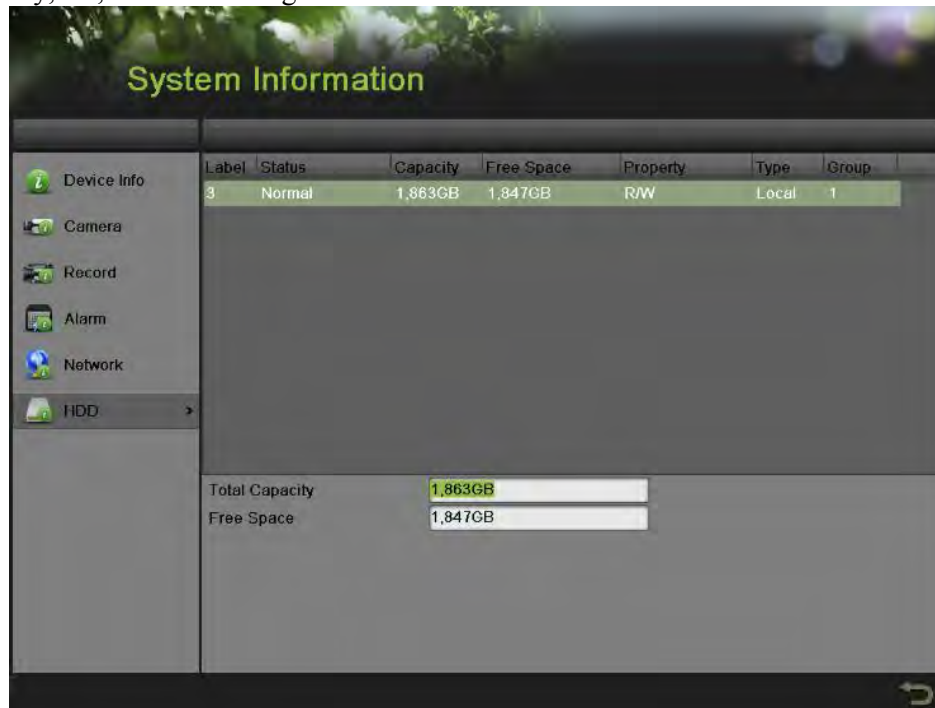 System Information
Device Info
Camera
Record
Alarm
Network
HDD
Label Status Capacity Free Space Property Type Group
3 Normal 1,863GB 1,847GB R/W Local 1
Total Capacity 1,863GB
Free Space 1,847GB